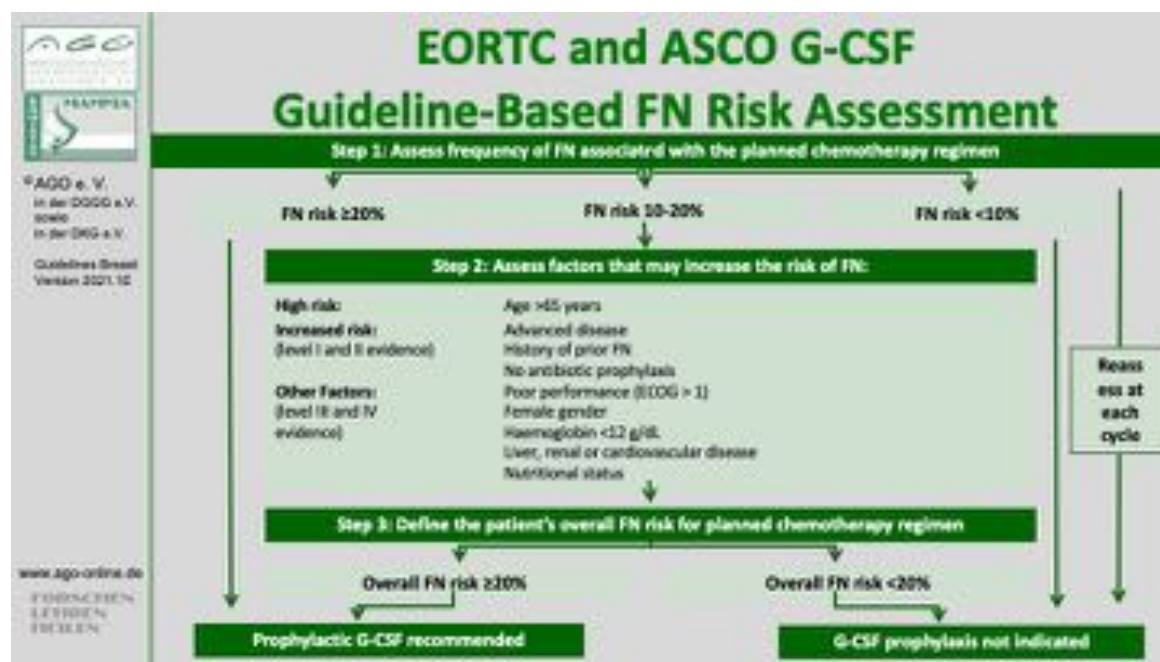 EORTC and ASCO G-CSF
Guideline-Based FN Risk Assessment
Step 1: Assess frequency of FN associated with the planned chemotherapy regimen
FN risk ≥20%
FN risk 10-20%
FN risk <10%
Step 2: Assess factors that may increase the risk of FN:
High risk:
Age >65 years
Increased risk:
Advanced disease
(level I and II evidence)
History of prior FN
No antibiotic prophylaxis
Other Factors:
Poor performance (ECOG > 1)
(level III and IV
Female gender
evidence)
Haemoglobin <12 g/dL
Liver, renal or cardiovascular disease
Nutritional status
Reass
ess at
each
cycle
Step 3: Define the patient's overall FN risk for planned chemotherapy regimen
Overall FN risk ≥20%
Overall FN risk <20%
Prophylactic G-CSF recommended
G-CSF prophylaxis not indicated
AGO
MAMMA
©AGO e. V.
in der DGGG e.V.
sowie
in der DKG e.V.
Guidelines Breast
Version 2021.1E
www.ago-online.de
FORSCHEN
LEHREN
HEILEN